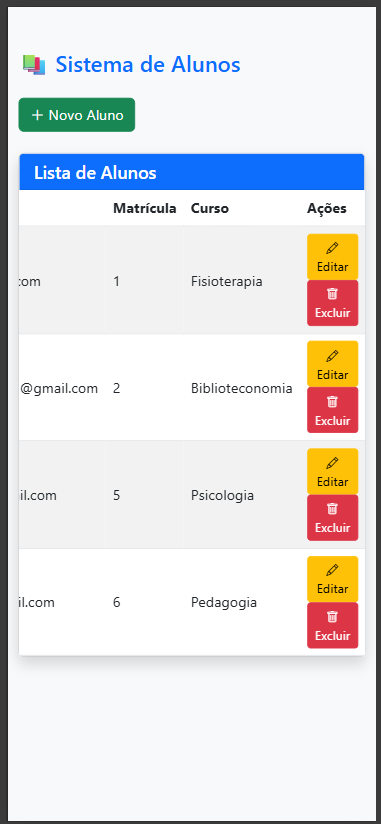 Sistema de Alunos
+ Novo Aluno
Lista de Alunos
Matrícula Curso Ações
.com 1 Fisioterapia
Editar
Excluir
@gmail.com 2 Biblioteconomia
Editar
Excluir
il.com 5 Psicologia
Editar
Excluir
il.com 6 Pedagogia
Editar
Excluir